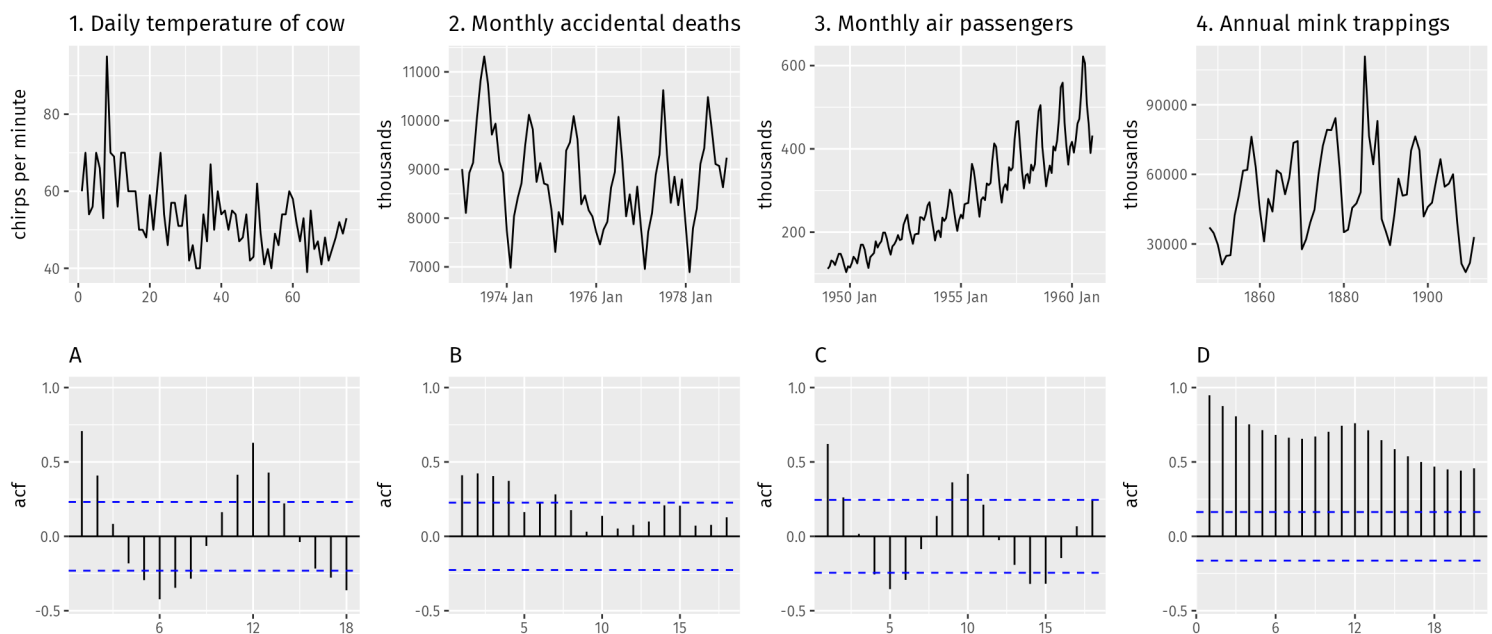 1. Daily temperature of cow
2. Monthly accidental deaths
3. Monthly air passengers
4. Annual mink trappings
chirps per minute
80
60
40
0 20 40 60
thousands
11000
10000
9000
8000
7000
1974 Jan 1976 Jan 1978 Jan
thousands
600
400
200
1950 Jan 1955 Jan 1960 Jan
thousands
90000
60000
30000
1860 1880 1900
A
acf
1.0
0.5
0.0
-0.5
6 12 18
B
acf
1.0
0.5
0.0
-0.5
5 10 15
C
acf
1.0
0.5
0.0
-0.5
5 10 15
D
acf
1.0
0.5
0.0
-0.5
0 6 12 18